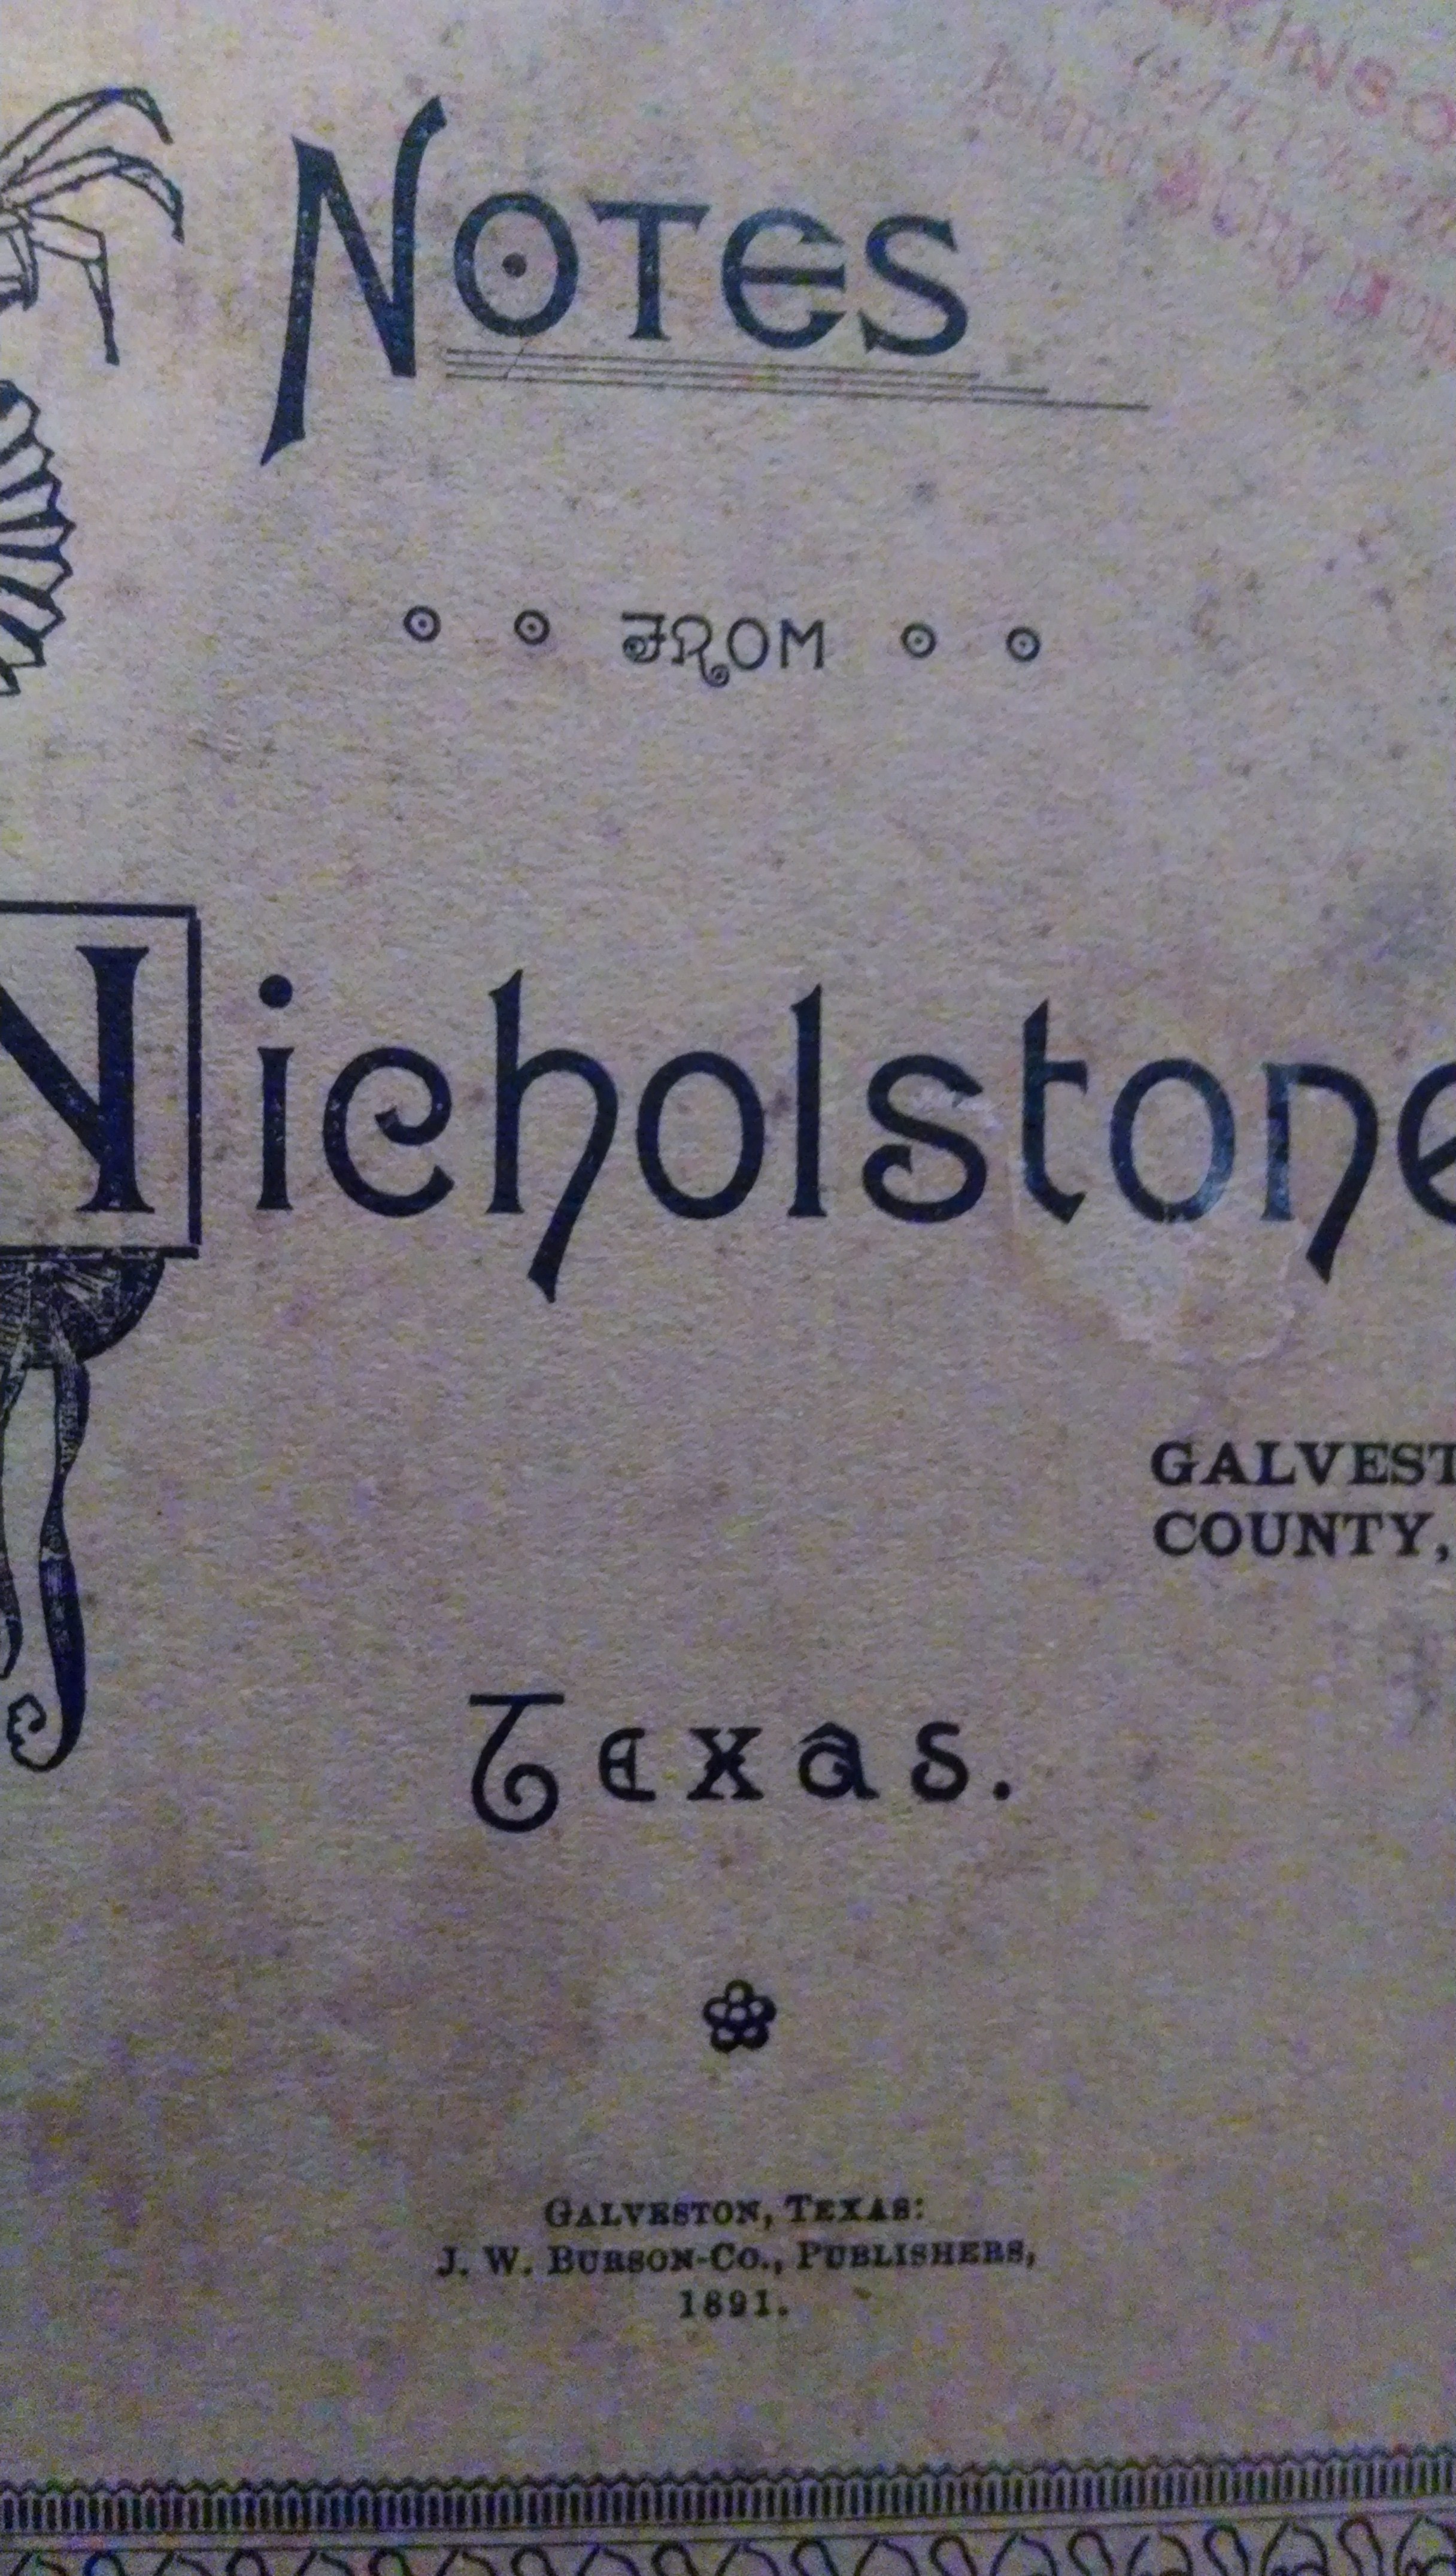 NOTES
FROM
Nicholstone
GALVEST
COUNTY,
Texas.
GALVESTON, TEXAS:
J. W. BURSON-CO., PUBLISHERS,
1891.